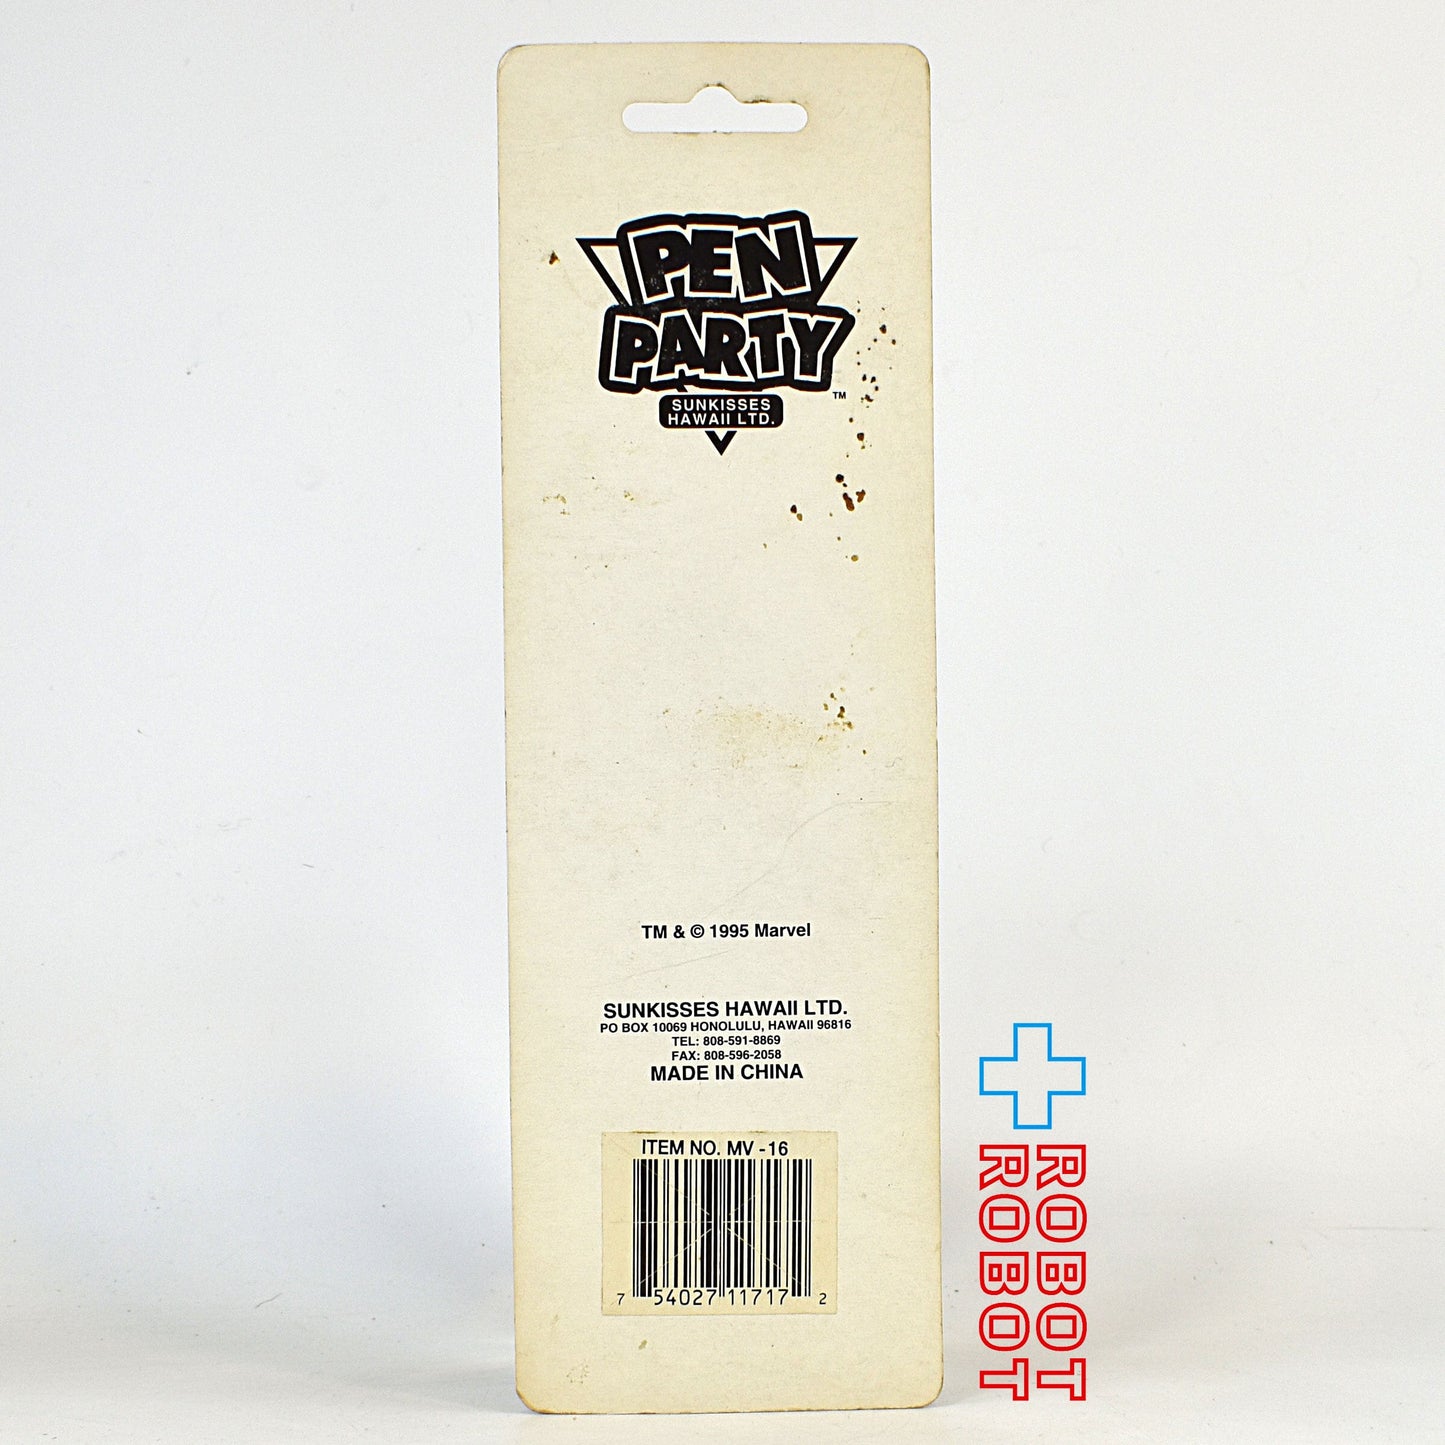 PEN
PARTY
TM
SUNKISSES
HAWAII LTD.
TM & © 1995 Marvel
SUNKISSES HAWAII LTD.
PO BOX 10069 HONOLULU, HAWAII 96816
TEL: 808-591-8869
FAX: 808-596-2058
MADE IN CHINA
ITEM NO. MV -16
7 54027 11717 2
ROBOT
ROBOT